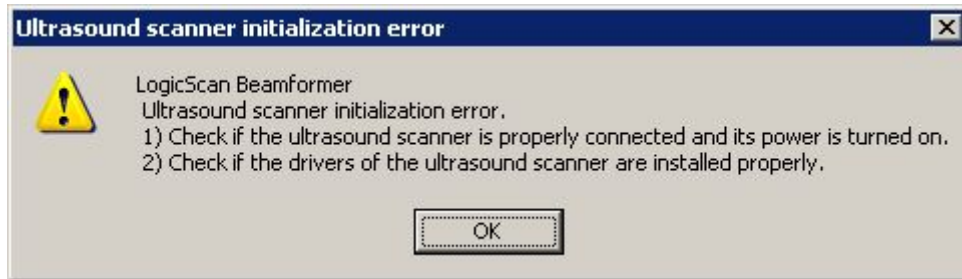 Ultrasound scanner initialization error
LogicScan Beamformer
Ultrasound scanner initialization error.
1) Check if the ultrasound scanner is properly connected and its power is turned on.
2) Check if the drivers of the ultrasound scanner are installed properly.
OK